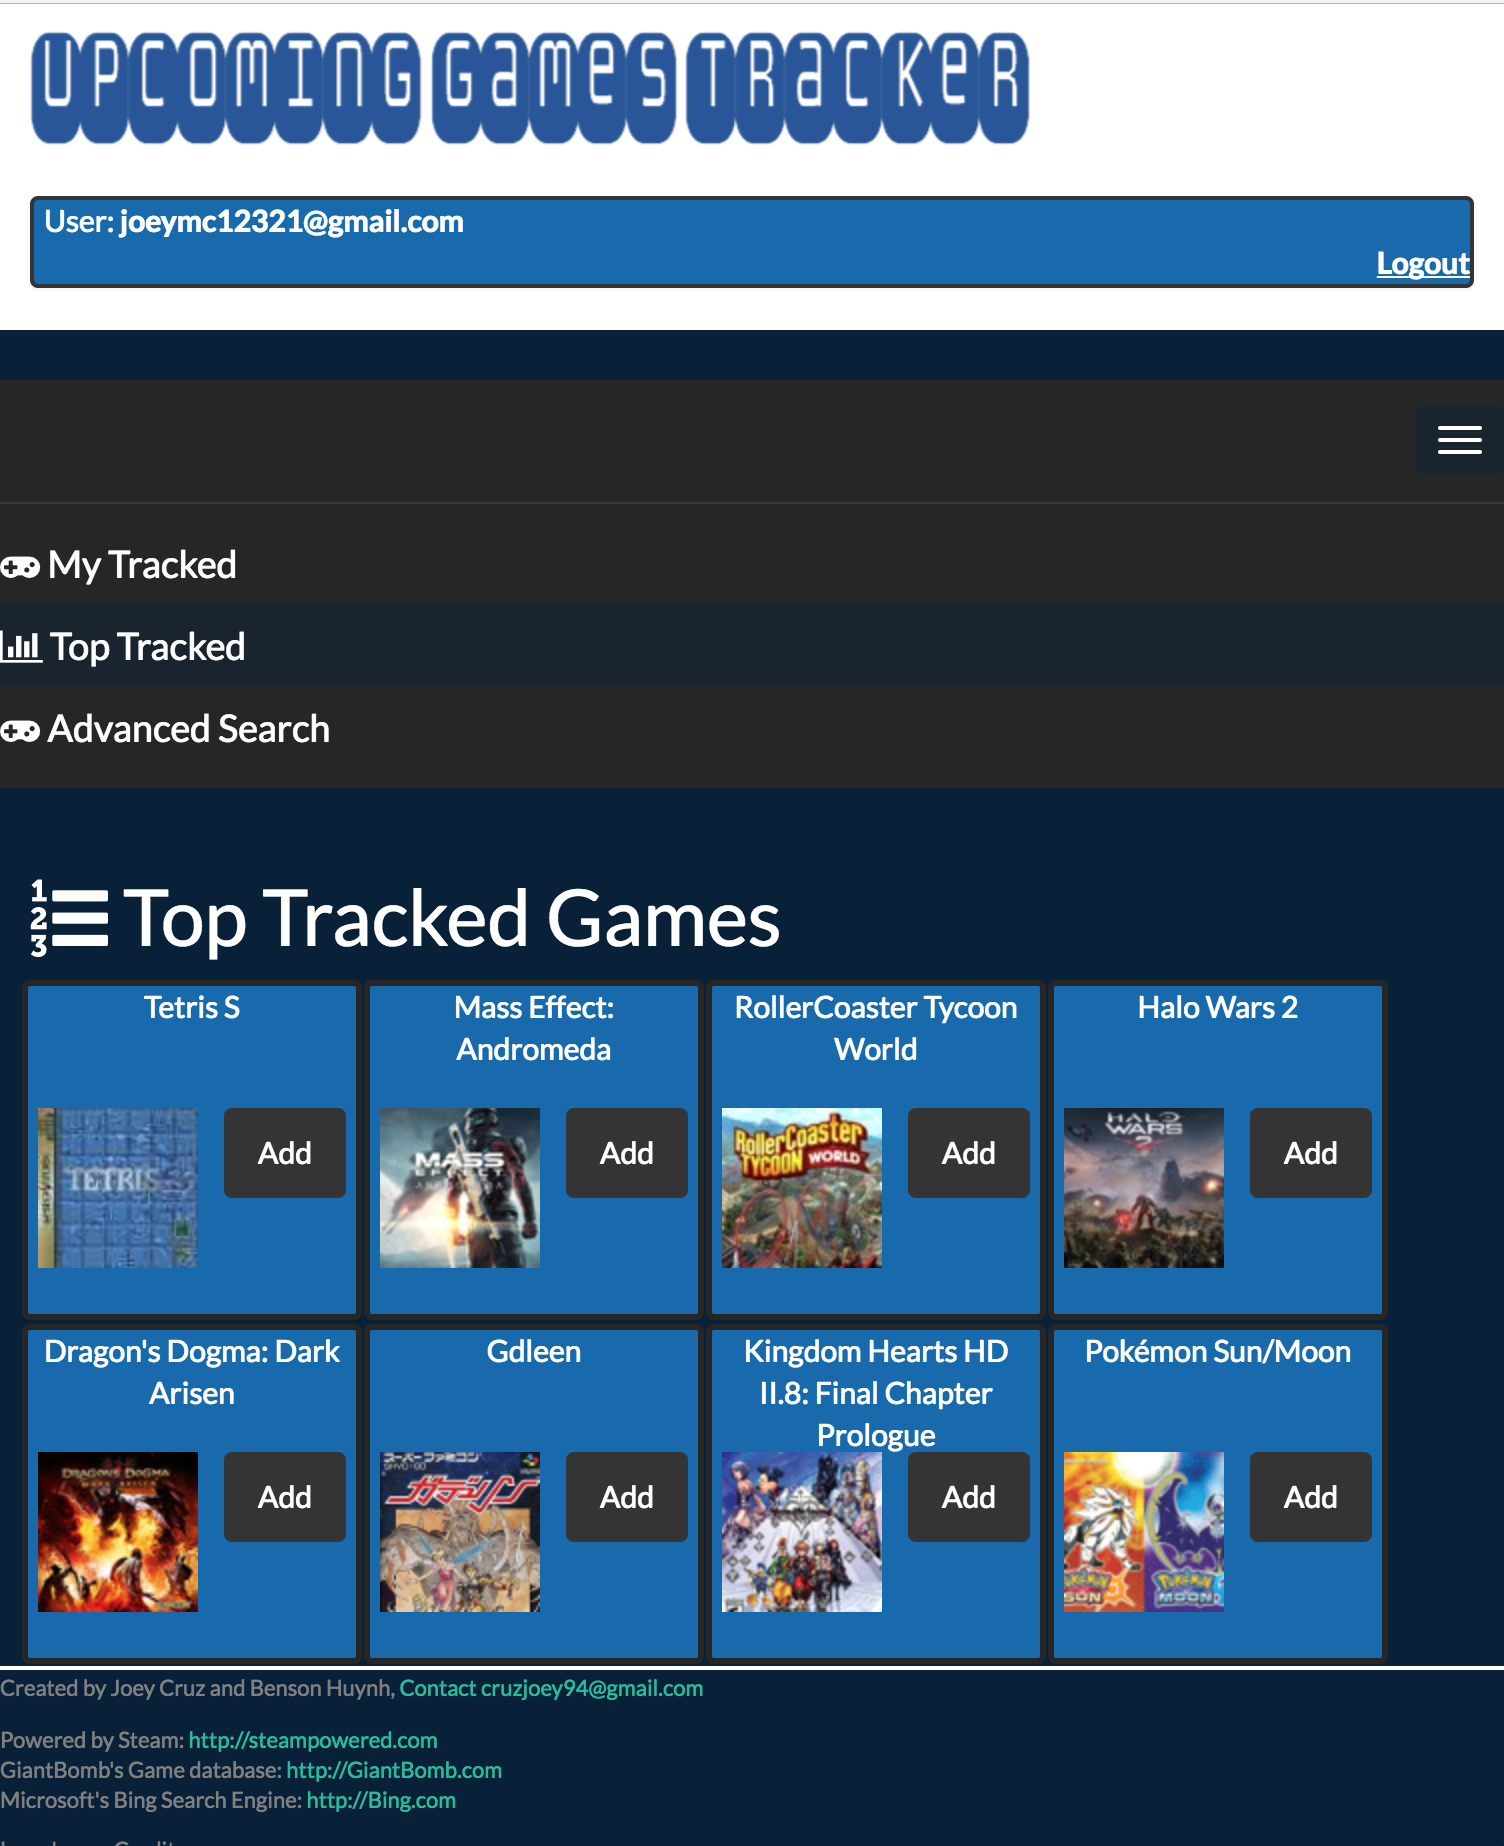 UPCOMING GaMeS TRaCKeR
User: joeymc12321@gmail.com
Logout
My Tracked
Top Tracked
Advanced Search
1
2
3
Top Tracked Games
Tetris S
Mass Effect:
Andromeda
RollerCoaster Tycoon
World
Halo Wars 2
TETRIS
Add
MASS
EFFECT
Add
RollerCoaster
TYCOON WORLD
Add
HALO
WARS
2
Add
Dragon's Dogma: Dark
Arisen
Gdleen
Kingdom Hearts HD
II.8: Final Chapter
Prologue
Pokémon Sun/Moon
DRAGON'S DOGMA
Add
スーパーファミコン
ガデュリン
Add
Add
POKÉMON
SUN
POKÉMON
MOON
Add
Created by Joey Cruz and Benson Huynh, Contact cruzjoey94@gmail.com
Powered by Steam: http://steampowered.com
GiantBomb's Game database: http://GiantBomb.com
Microsoft's Bing Search Engine: http://Bing.com